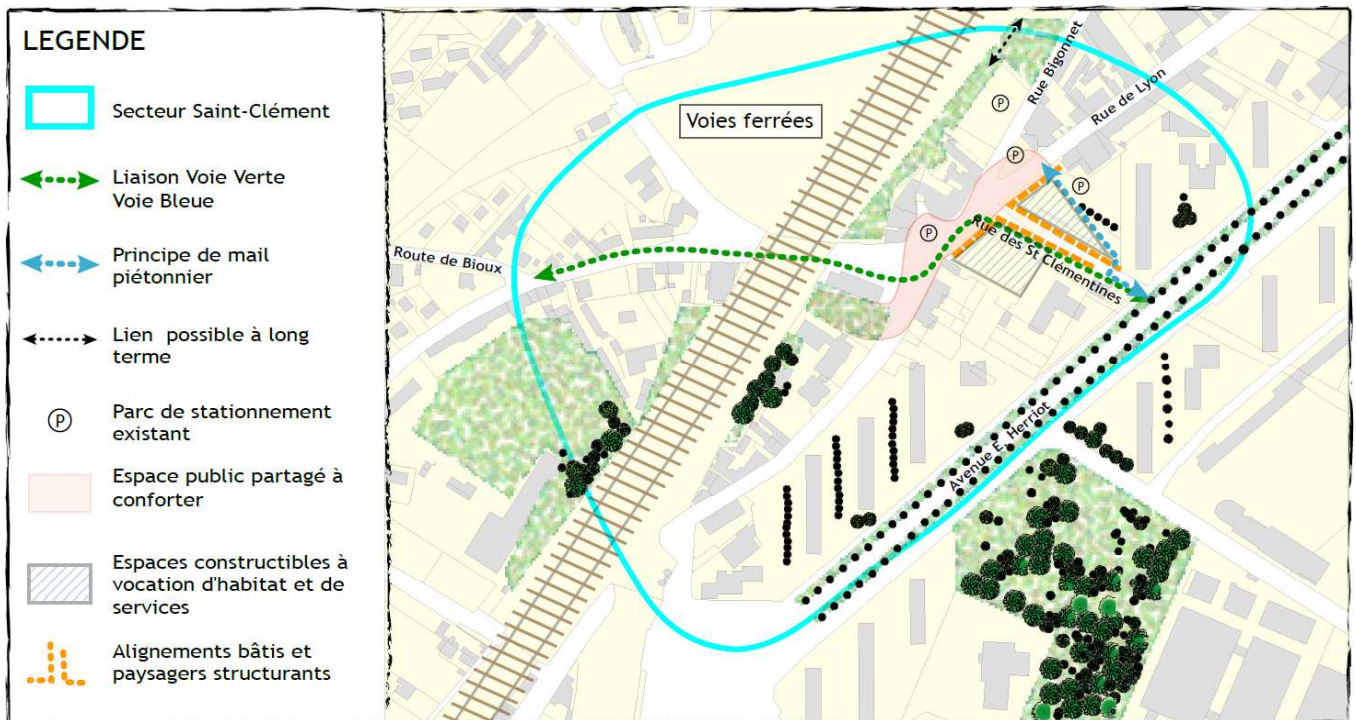 LEGENDE
Secteur Saint-Clément
Liaison Voie Verte
Voie Bleue
Principe de mail
piétonnier
Lien possible à long
terme
P
Parc de stationnement
existant
Espace public partagé à
conforter
Espaces constructibles à
vocation d'habitat et de
services
Alignements bâtis et
paysagers structurants
Voies ferrées
Rue Bigonnet
Rue de Lyon
P
P
P
P
Route de Bioux
Rue des St Clémentines
Avenue E. Herriot